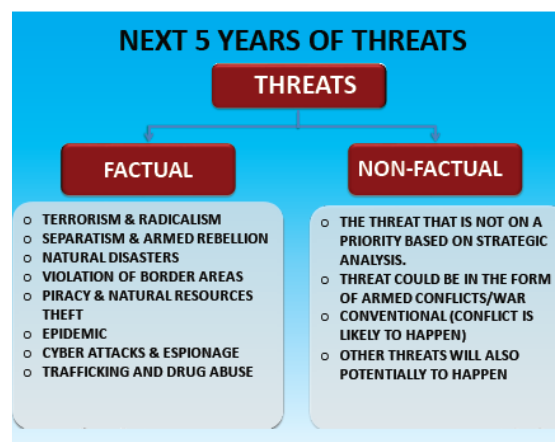 NEXT 5 YEARS OF THREATS
THREATS
FACTUAL
○ TERRORISM & RADICALISM
○ SEPARATISM & ARMED REBELLION
○ NATURAL DISASTERS
○ VIOLATION OF BORDER AREAS
○ PIRACY & NATURAL RESOURCES
THEFT
○ EPIDEMIC
○ CYBER ATTACKS & ESPIONAGE
○ TRAFFICKING AND DRUG ABUSE
NON-FACTUAL
○ THE THREAT THAT IS NOT ON A
PRIORITY BASED ON STRATEGIC
ANALYSIS.
○ THREAT COULD BE IN THE FORM
OF ARMED CONFLICTS/WAR
○ CONVENTIONAL (CONFLICT IS
LIKELY TO HAPPEN)
○ OTHER THREATS WILL ALSO
POTENTIALLY TO HAPPEN